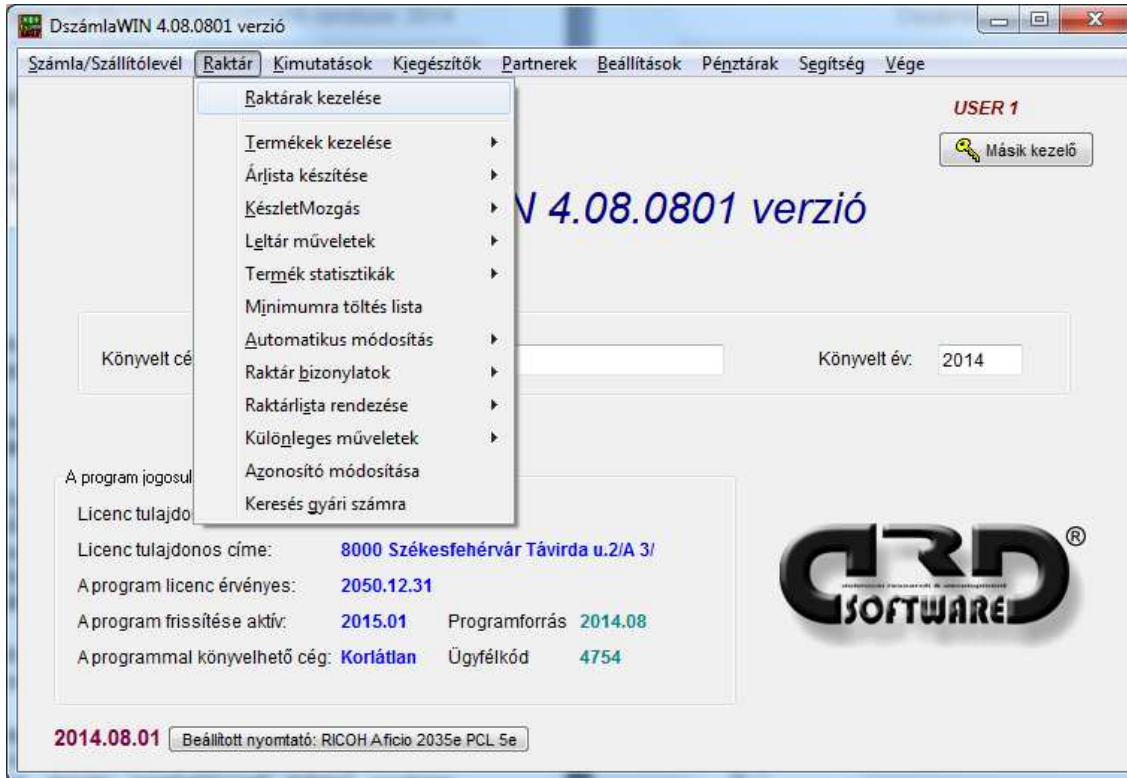 DszámlaWIN 4.08.0801 verzió
Számla/Szállítólevél Raktár Kimutatások Kiegészítők Partnerek Beállítások Pénztárak Segítség Vége
Raktárak kezelése
USER 1
Termékek kezelése
Másik kezelő
Árlista készítése
KészletMozgás
N 4.08.0801 verzió
Leltár műveletek
Termék statisztikák
Minimumra töltés lista
Automatikus módosítás
Könyvelt cé
Könyvelt év: 2014
Raktár bizonylatok
Raktárlista rendezése
Különleges műveletek
Azonosító módosítása
A program jogosul
Keresés gyári számra
Licenc tulajdo
Licenc tulajdonos címe: 8000 Székesfehérvár Távirda u.2/A 3/
A program licenc érvényes: 2050.12.31
A program frissítése aktív: 2015.01 Programforrás 2014.08
A programmal könyvelhető cég: Korlátlan Ügyfélkód 4754
DRD
SOFTWARE
®
2014.08.01 Beállított nyomtató: RICOH Aficio 2035e PCL 5e